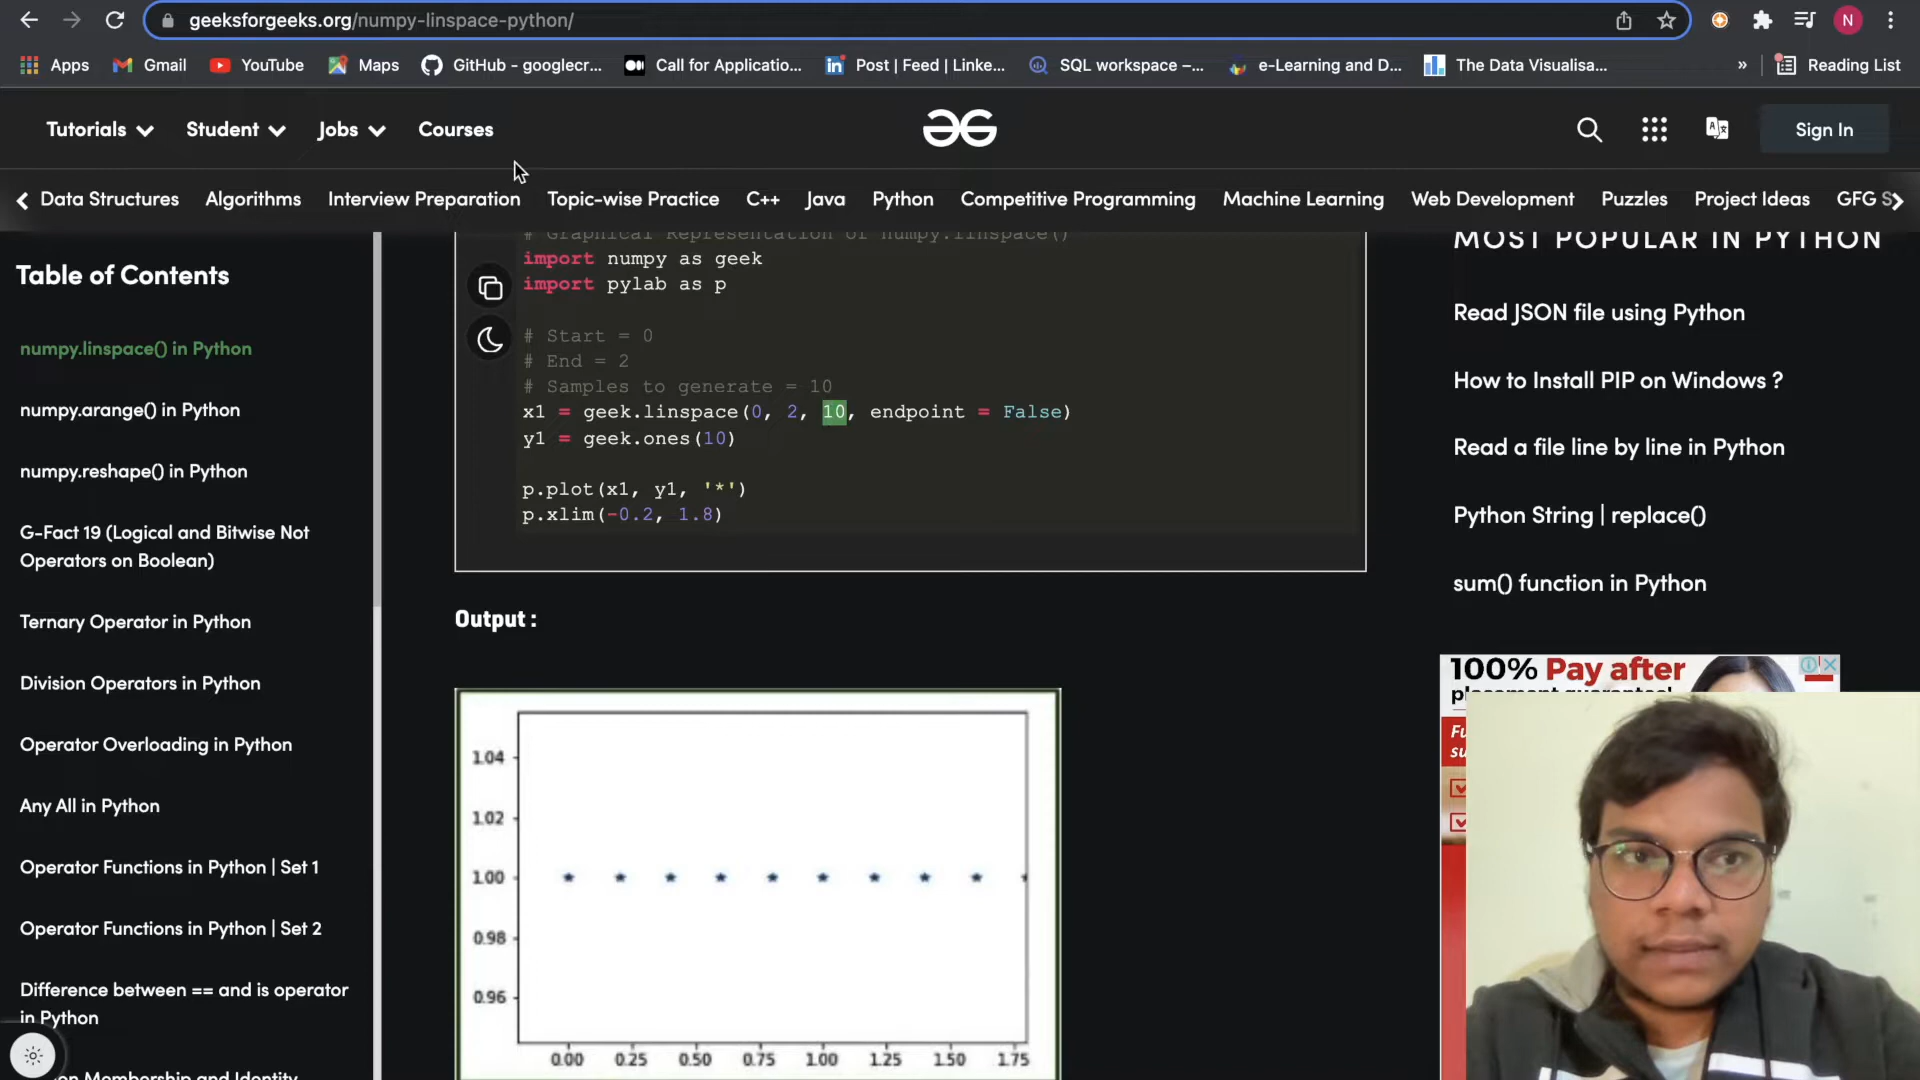 geeksforgeeks.org/numpy-linspace-python/
N
Apps
Gmail
YouTube
Maps
GitHub - googlecr...
Call for Applicatio...
Post | Feed | Linke...
SQL workspace –...
e-Learning and D...
The Data Visualisa...
»
Reading List
Tutorials
Student
Jobs
Courses
Sign In
Data Structures
Algorithms
Interview Preparation
Topic-wise Practice
C++
Java
Python
Competitive Programming
Machine Learning
Web Development
Puzzles
Project Ideas
GFG S
Table of Contents
numpy.linspace() in Python
numpy.arange() in Python
numpy.reshape() in Python
G-Fact 19 (Logical and Bitwise Not
Operators on Boolean)
Ternary Operator in Python
Division Operators in Python
Operator Overloading in Python
Any All in Python
Operator Functions in Python | Set 1
Operator Functions in Python | Set 2
Difference between == and is operator
in Python
Membership and Identity
# Graphical Representation of numpy.linspace()
import numpy as geek
import pylab as p
# Start = 0
# End = 2
# Samples to generate = 10
x1 = geek.linspace(0, 2, 10, endpoint = False)
y1 = geek.ones(10)
p.plot(x1, y1, '*')
p.xlim(-0.2, 1.8)
Output :
1.04
1.02
1.00
0.98
0.96
0.00 0.25 0.50 0.75 1.00 1.25 1.50 1.75
MOST POPULAR IN PYTHON
Read JSON file using Python
How to Install PIP on Windows ?
Read a file line by line in Python
Python String | replace()
sum() function in Python
100% Pay after